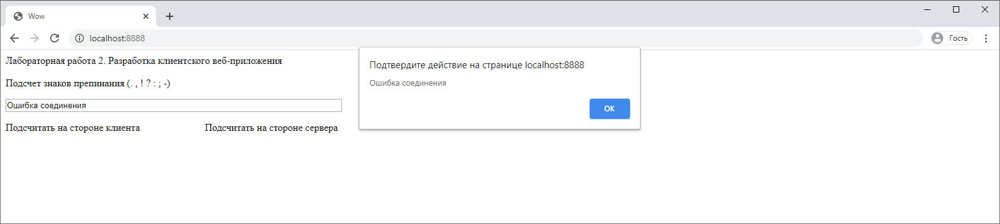 Wow
localhost:8888
Гость
Лабораторная работа 2. Разработка клиентского веб-приложения
Подсчет знаков препинания (. , ! ? : ; -)
Ошибка соединения
Подсчитать на стороне клиента Подсчитать на стороне сервера
Подтвердите действие на странице localhost:8888
Ошибка соединения
ОК